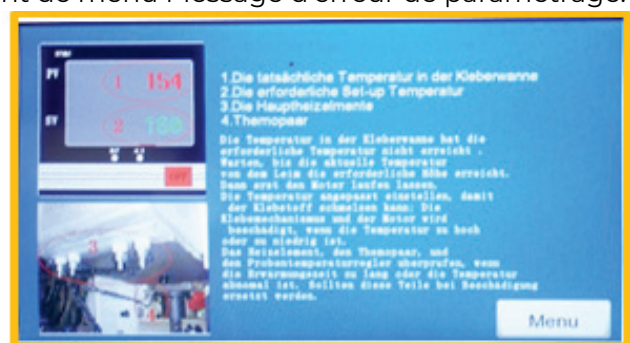 nt de menu Message d'erreur de paramétrage.
PV
1 154
SV
2 180
OFF
3
4
1.Die tatsächliche Temperatur in der Kleberwanne
2.Die erforderliche Set-up Temperatur
3.Die Hauptheizelmente
4.Themopaar
Die Temperatur in der Kleberwanne hat die
erforderliche Temperatur nicht erreicht .
Warten, bis die aktuelle Temperatur
von dem Leim die erforderliche Höhe erreicht.
Dann erst den Motor laufen lassen.
Die Temperatur angepasst einstellen, damit
der Klebstoff schmelzen kann: Die
Klebemechanismus und der Motor wird
beschädigt, wenn die Temperatur zu hoch
oder zu niedrig ist.
Das Heizelement, den Themopaar, und
den Probentemperaturregler uberprufen, wenn
die Erwärmungszeit zu lang oder die Temperatur
abnomal ist. Sollten diese Teile bei Beschädigung
ersetzt werden.
Menu